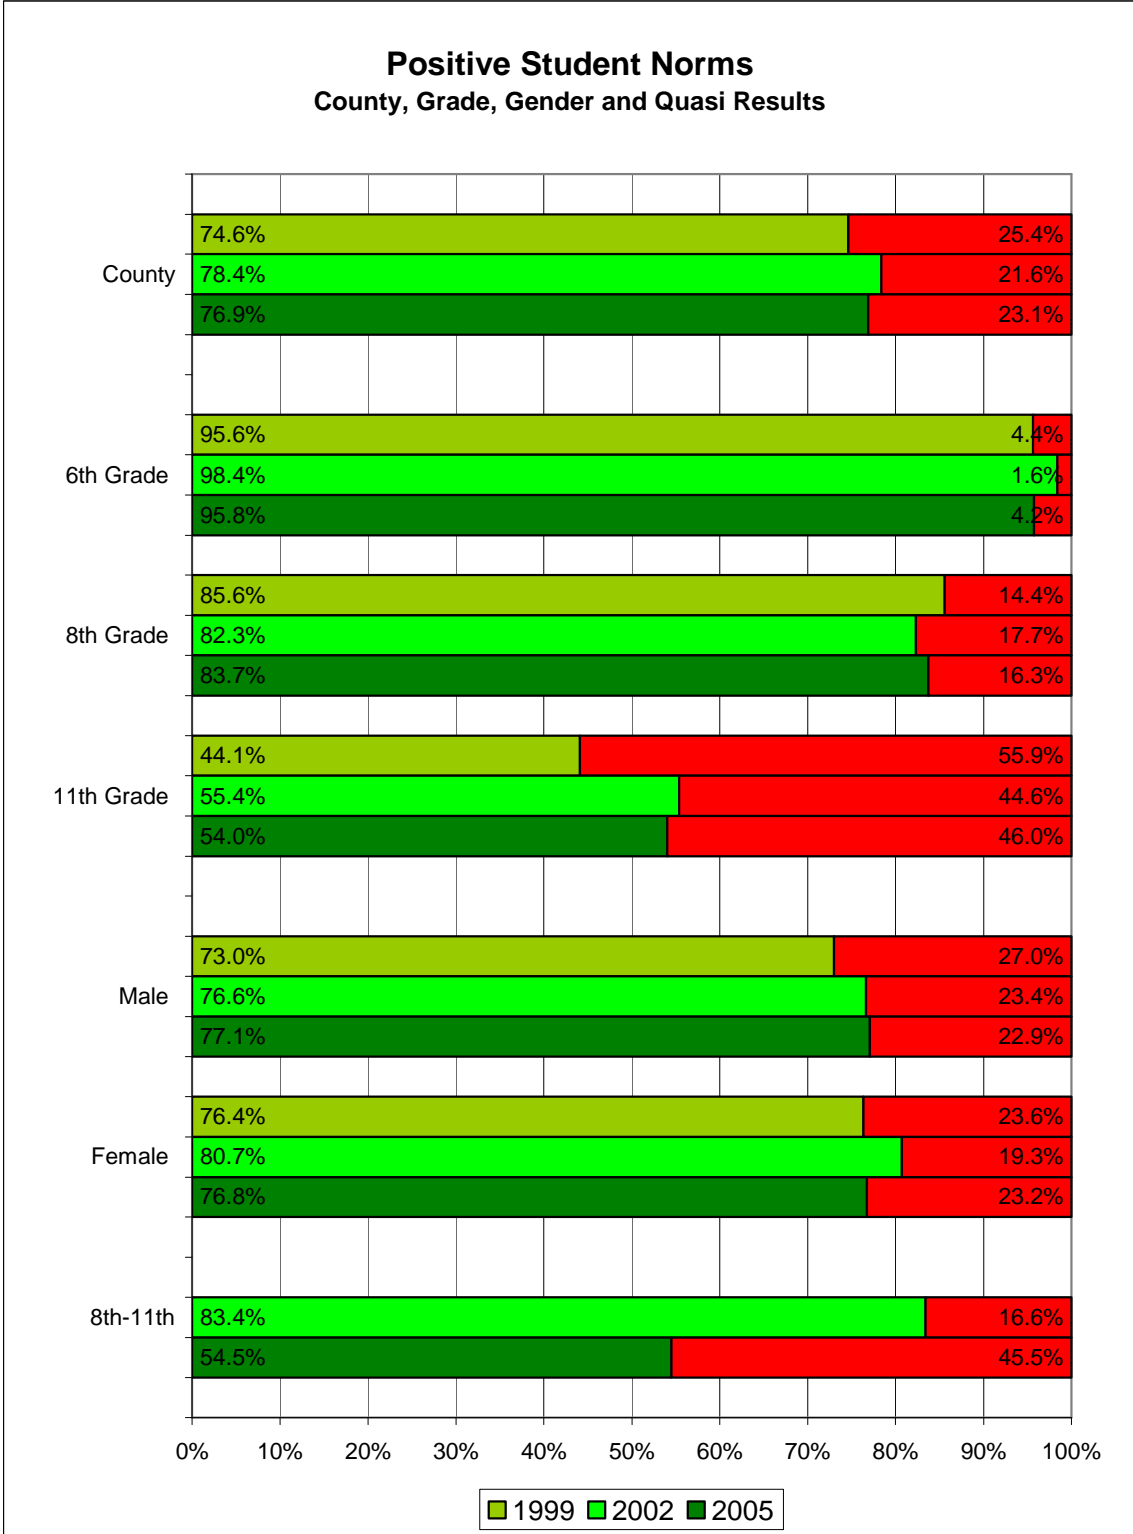 Positive Student Norms
County, Grade, Gender and Quasi Results
74.6% 25.4%
County 78.4% 21.6%
76.9% 23.1%
95.6% 4.4%
6th Grade 98.4% 1.6%
95.8% 4.2%
85.6% 14.4%
8th Grade 82.3% 17.7%
83.7% 16.3%
44.1% 55.9%
11th Grade 55.4% 44.6%
54.0% 46.0%
73.0% 27.0%
Male 76.6% 23.4%
77.1% 22.9%
76.4% 23.6%
Female 80.7% 19.3%
76.8% 23.2%
8th-11th 83.4% 16.6%
54.5% 45.5%
0% 10% 20% 30% 40% 50% 60% 70% 80% 90% 100%
1999 2002 2005